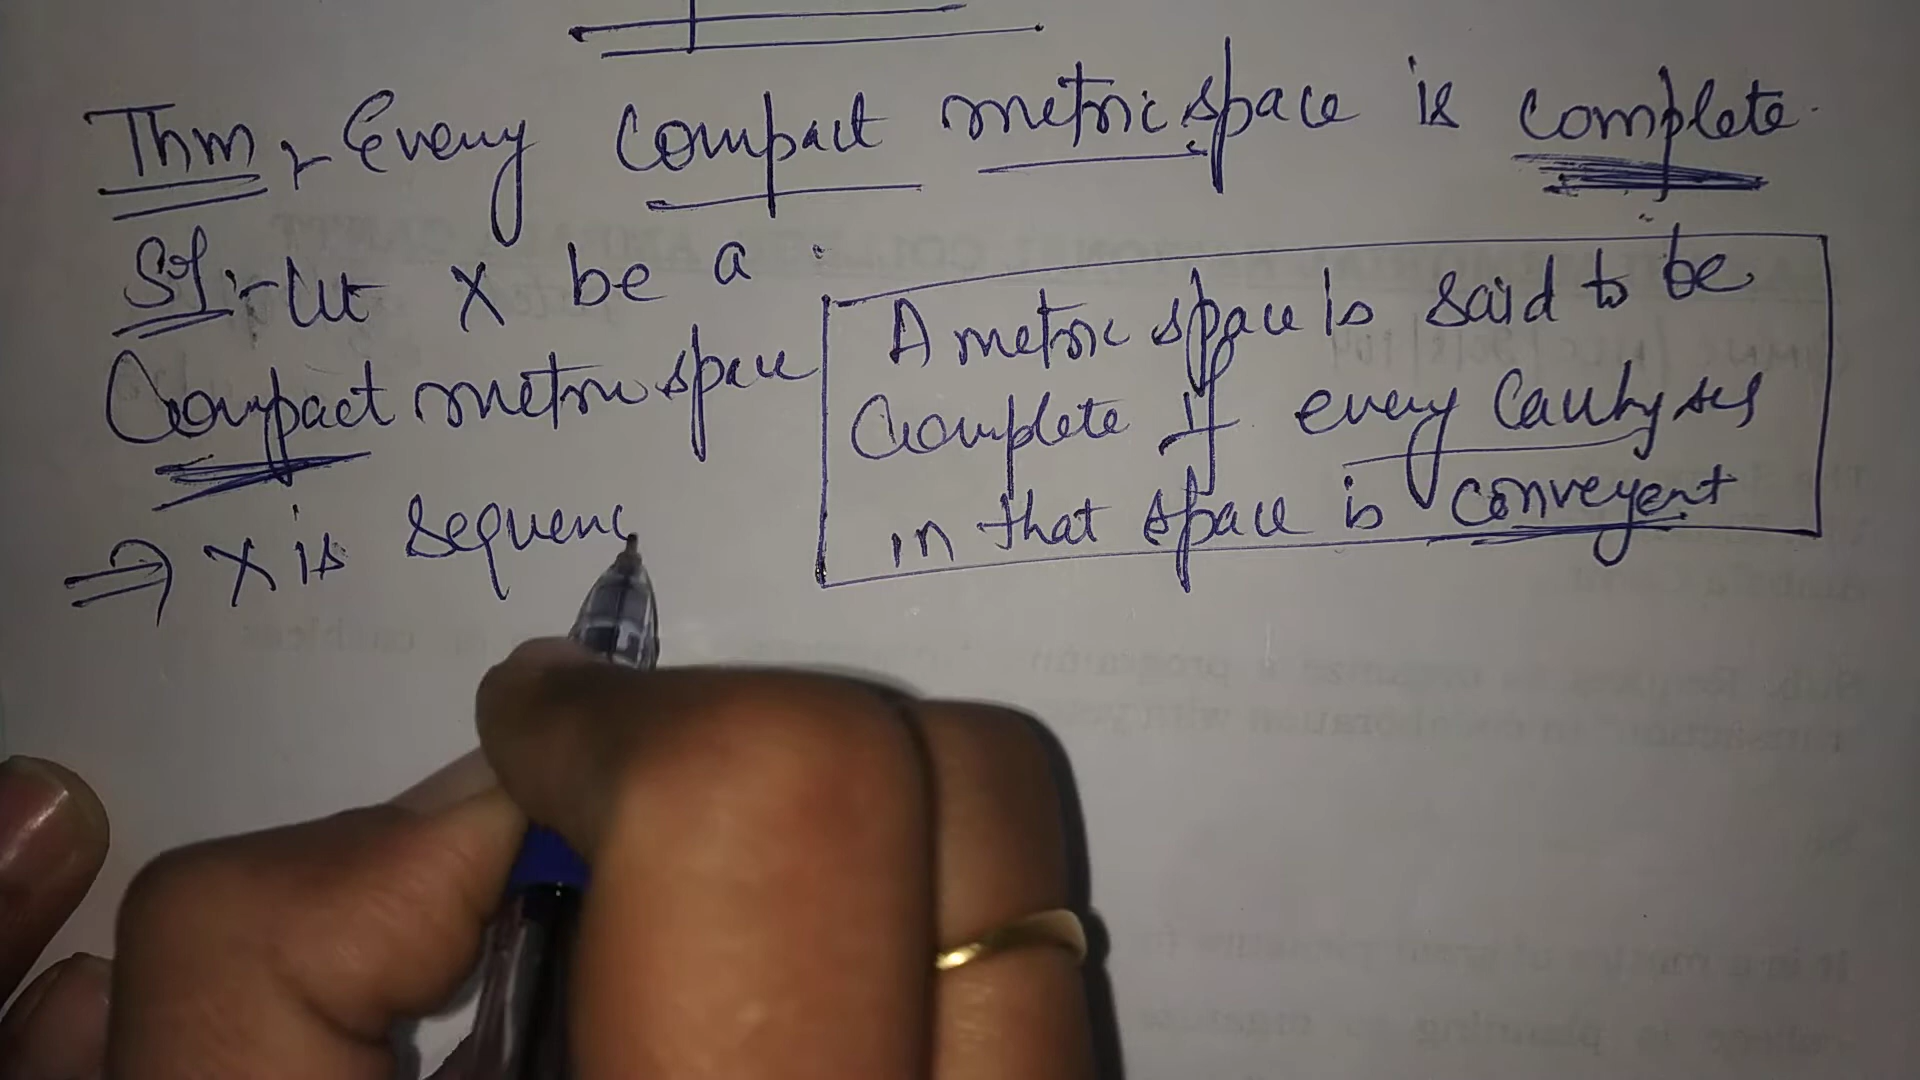 Thm :- Every Compact metric space is complete.
Sol :- let X be a
Compact metric space
⇒ X is sequenc
A metric space is said to be
Complete if every Cauchy seq
in that space is convergent